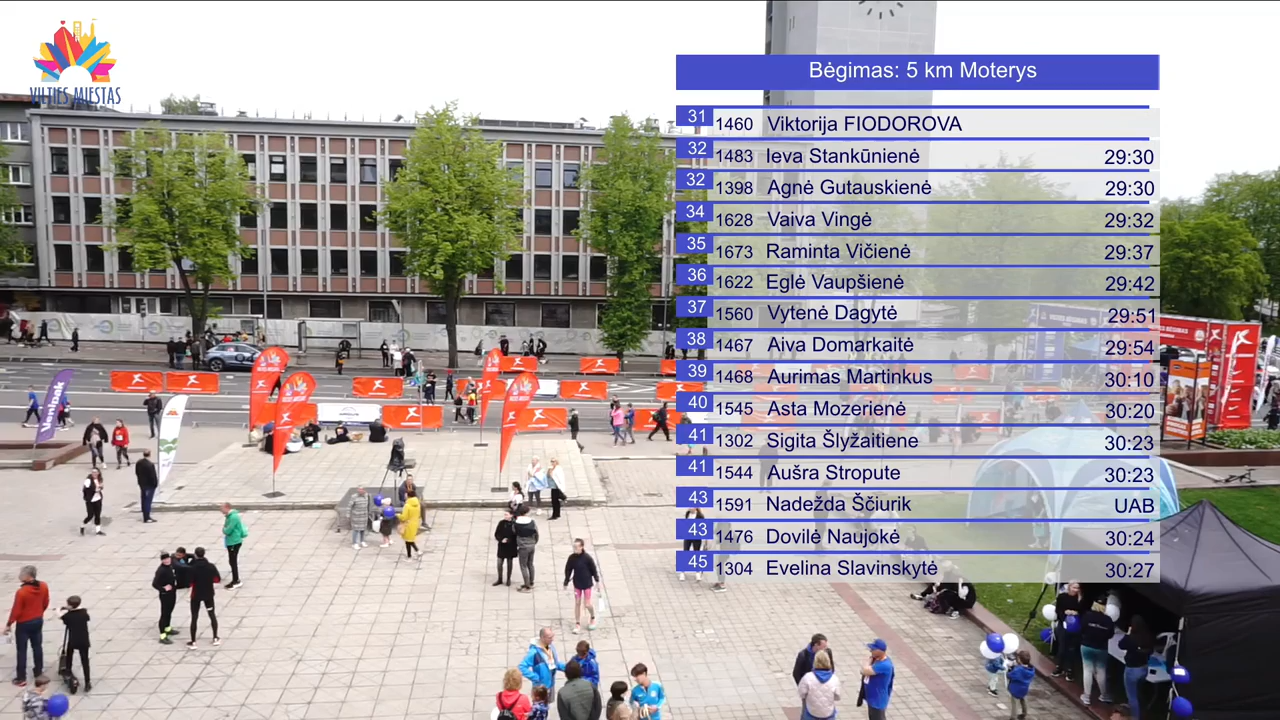 VILTIES MIESTAS
Bėgimas: 5 km Moterys
31 1460 Viktorija FIODOROVA
32 1483 Ieva Stankūnienė 29:30
32 1398 Agnė Gutauskienė 29:30
34 1628 Vaiva Vingė 29:32
35 1673 Raminta Vičienė 29:37
36 1622 Eglė Vaupšienė 29:42
37 1560 Vytenė Dagytė 29:51
38 1467 Aiva Domarkaitė 29:54
39 1468 Aurimas Martinkus 30:10
40 1545 Asta Mozerienė 30:20
41 1302 Sigita Šlyžaitiene 30:23
41 1544 Aušra Stropute 30:23
43 1591 Nadežda Ščiurik UAB
43 1476 Dovilė Naujokė 30:24
45 1304 Evelina Slavinskytė 30:27
Venipak